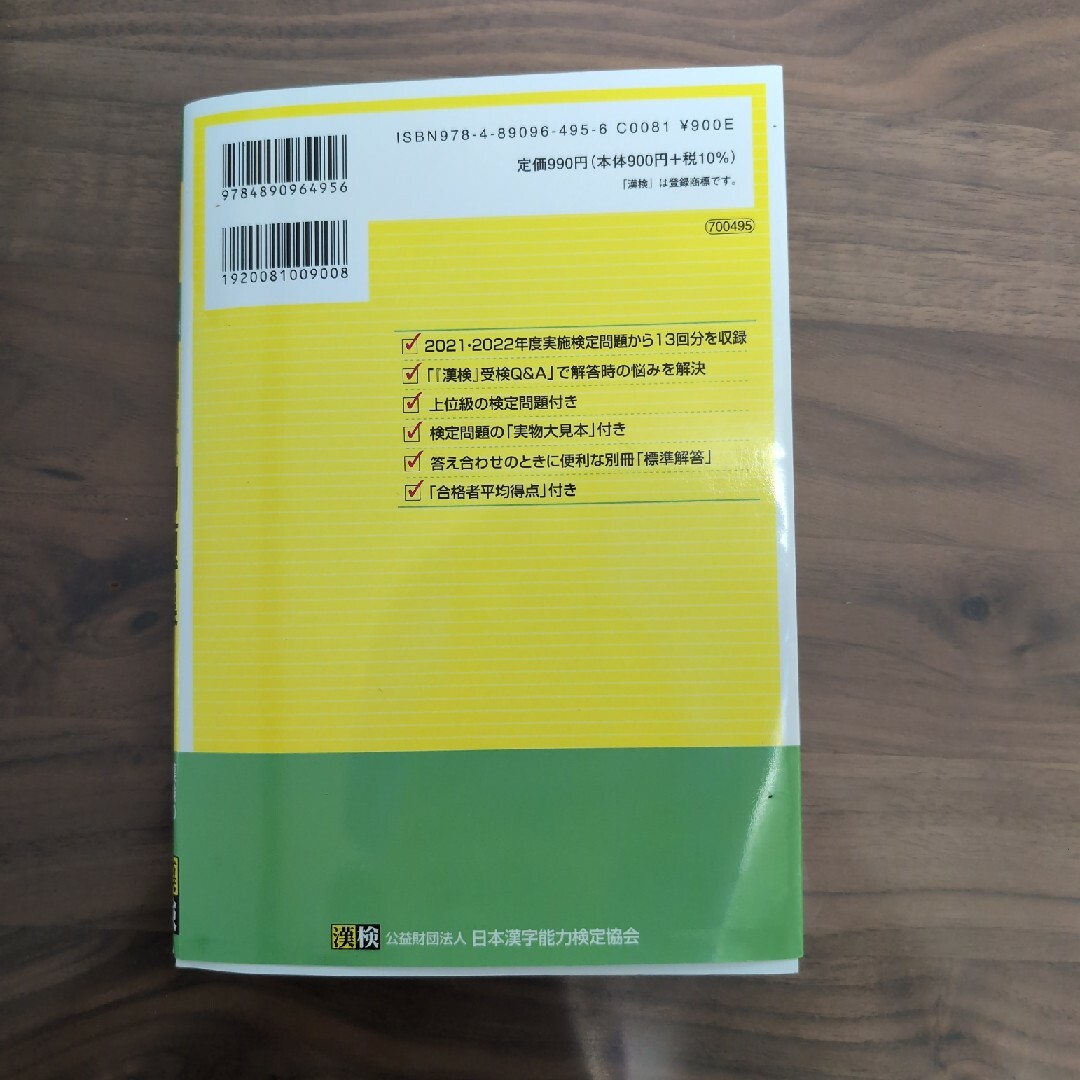 ISBN978-4-89096-495-6 C0081 ¥900E
定価990円(本体900円+税10%)
「漢検」は登録商標です。
9784890964956
1920081009008
700495
2021・2022年度実施検定問題から13回分を収録
「『漢検』受検Q&A」で解答時の悩みを解決
上位級の検定問題付き
検定問題の「実物大見本」付き
答え合わせのときに便利な別冊「標準解答」
「合格者平均得点」付き
漢検 公益財団法人 日本漢字能力検定協会